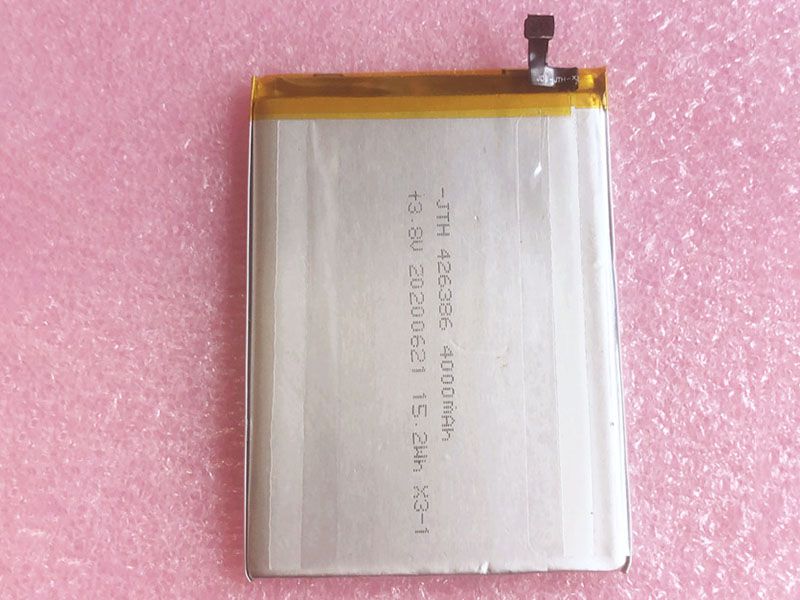 -JTH 426386 4000mAh
+3.8V 20200621 15.2Wh X3-1